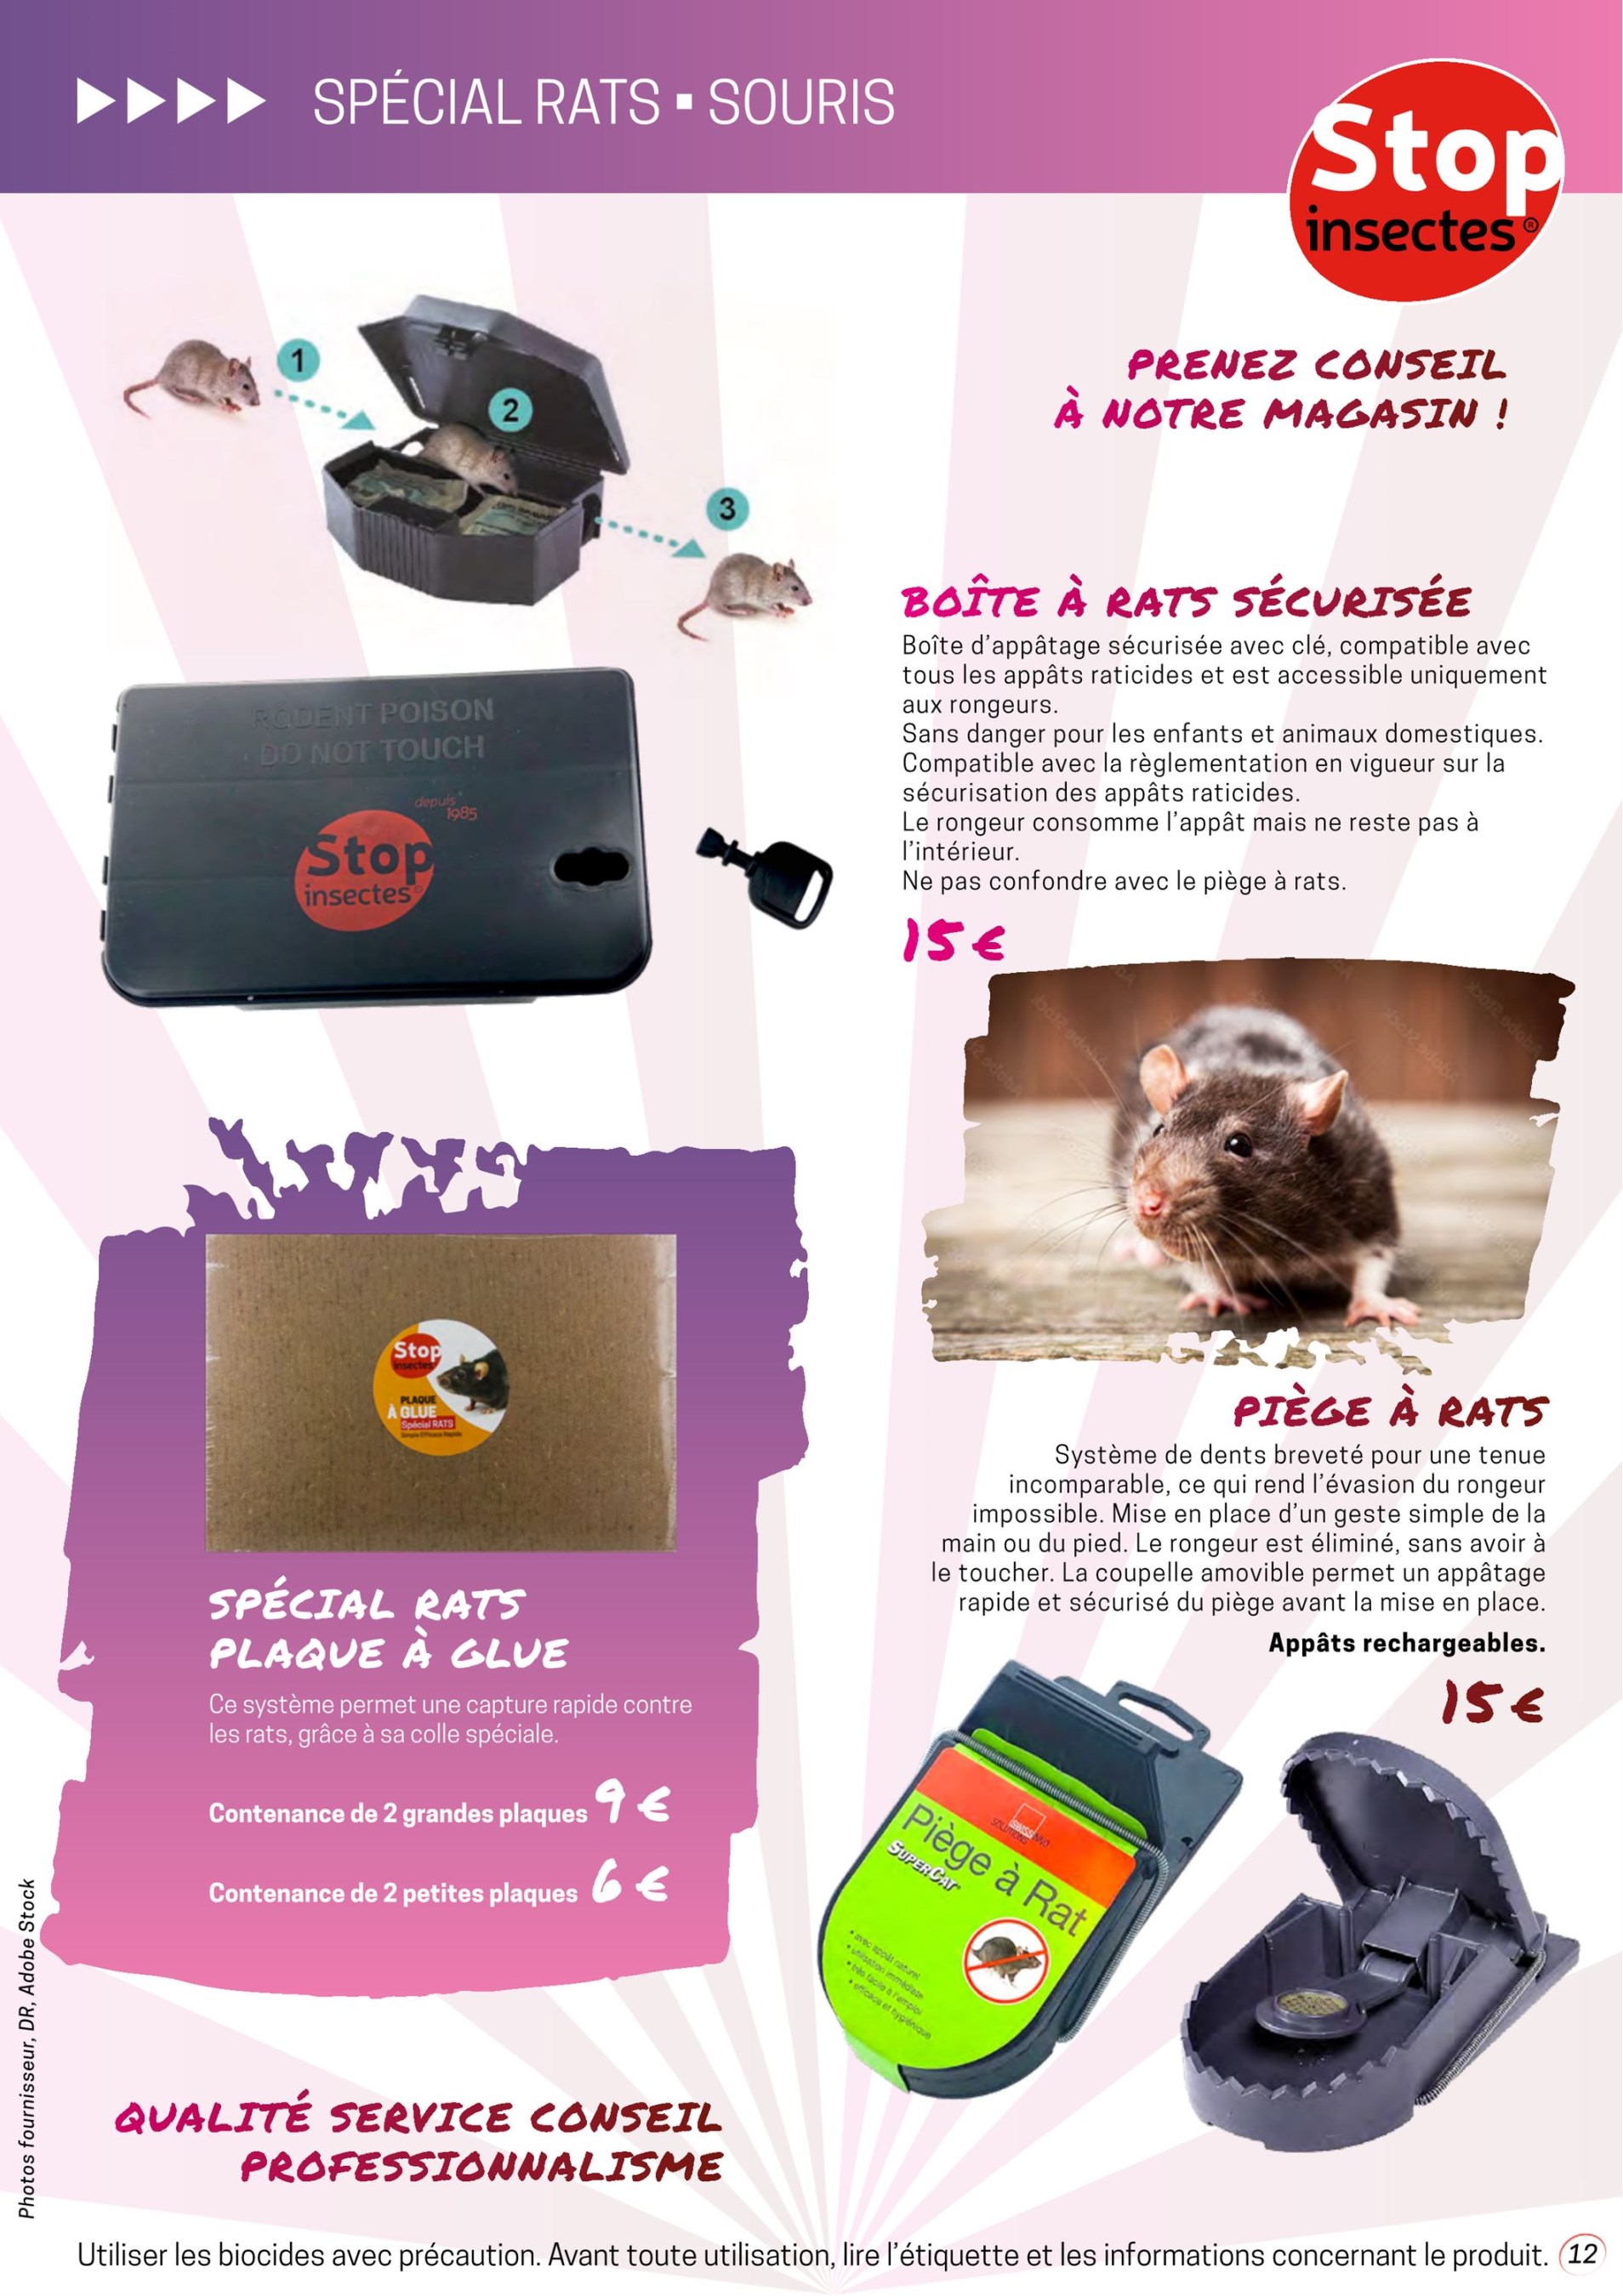 SPÉCIAL RATS ▪ SOURIS
Stop
insectes®
1
2
3
PRENEZ CONSEIL
À NOTRE MAGASIN !
BOÎTE À RATS SÉCURISÉE
Boîte d'appâtage sécurisée avec clé, compatible avec
tous les appâts raticides et est accessible uniquement
aux rongeurs.
Sans danger pour les enfants et animaux domestiques.
Compatible avec la règlementation en vigueur sur la
sécurisation des appâts raticides.
Le rongeur consomme l'appât mais ne reste pas à
l'intérieur.
Ne pas confondre avec le piège à rats.
15 €
RODENT POISON
DO NOT TOUCH
depuis
1985
Stop
insectes®
Stop
insectes
PLAQUE
À GLUE
Spécial RATS
Simple Efficace Rapide
SPÉCIAL RATS
PLAQUE À GLUE
Ce système permet une capture rapide contre
les rats, grâce à sa colle spéciale.
Contenance de 2 grandes plaques 9 €
Contenance de 2 petites plaques 6 €
PIÈGE À RATS
Système de dents breveté pour une tenue
incomparable, ce qui rend l'évasion du rongeur
impossible. Mise en place d'un geste simple de la
main ou du pied. Le rongeur est éliminé, sans avoir à
le toucher. La coupelle amovible permet un appâtage
rapide et sécurisé du piège avant la mise en place.
Appâts rechargeables.
15 €
SWISSINNO
SOLUTIONS
Piège à Rat
SUPERCAT
• avec appât naturel
• utilisation immédiate
• très facile à l'emploi
• efficace et hygiénique
QUALITÉ SERVICE CONSEIL
PROFESSIONNALISME
Photos fournisseur, DR, Adobe Stock
Utiliser les biocides avec précaution. Avant toute utilisation, lire l'étiquette et les informations concernant le produit.
12